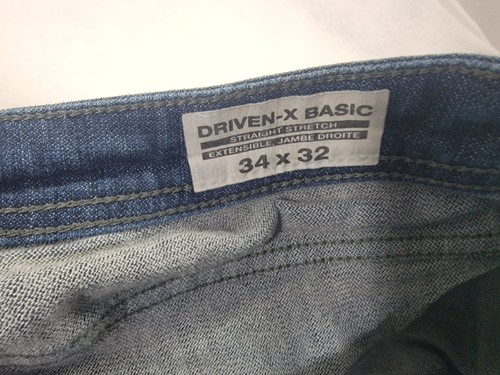 DRIVEN-X BASIC
STRAIGHT STRETCH
EXTENSIBLE, JAMBE DROITE
34 X 32